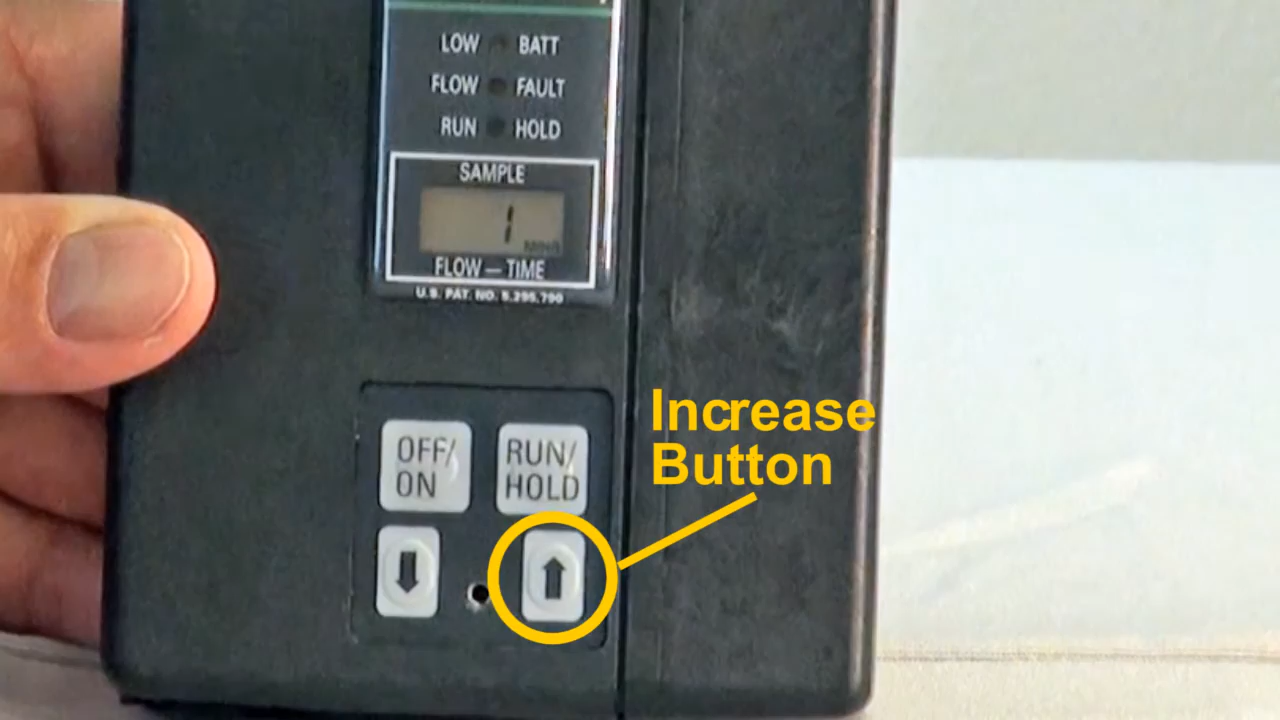 LOW BATT
FLOW FAULT
RUN HOLD
SAMPLE
1
FLOW — TIME
U.S. PAT. NO. 5,295,790
OFF/ RUN/
ON HOLD
Increase
Button